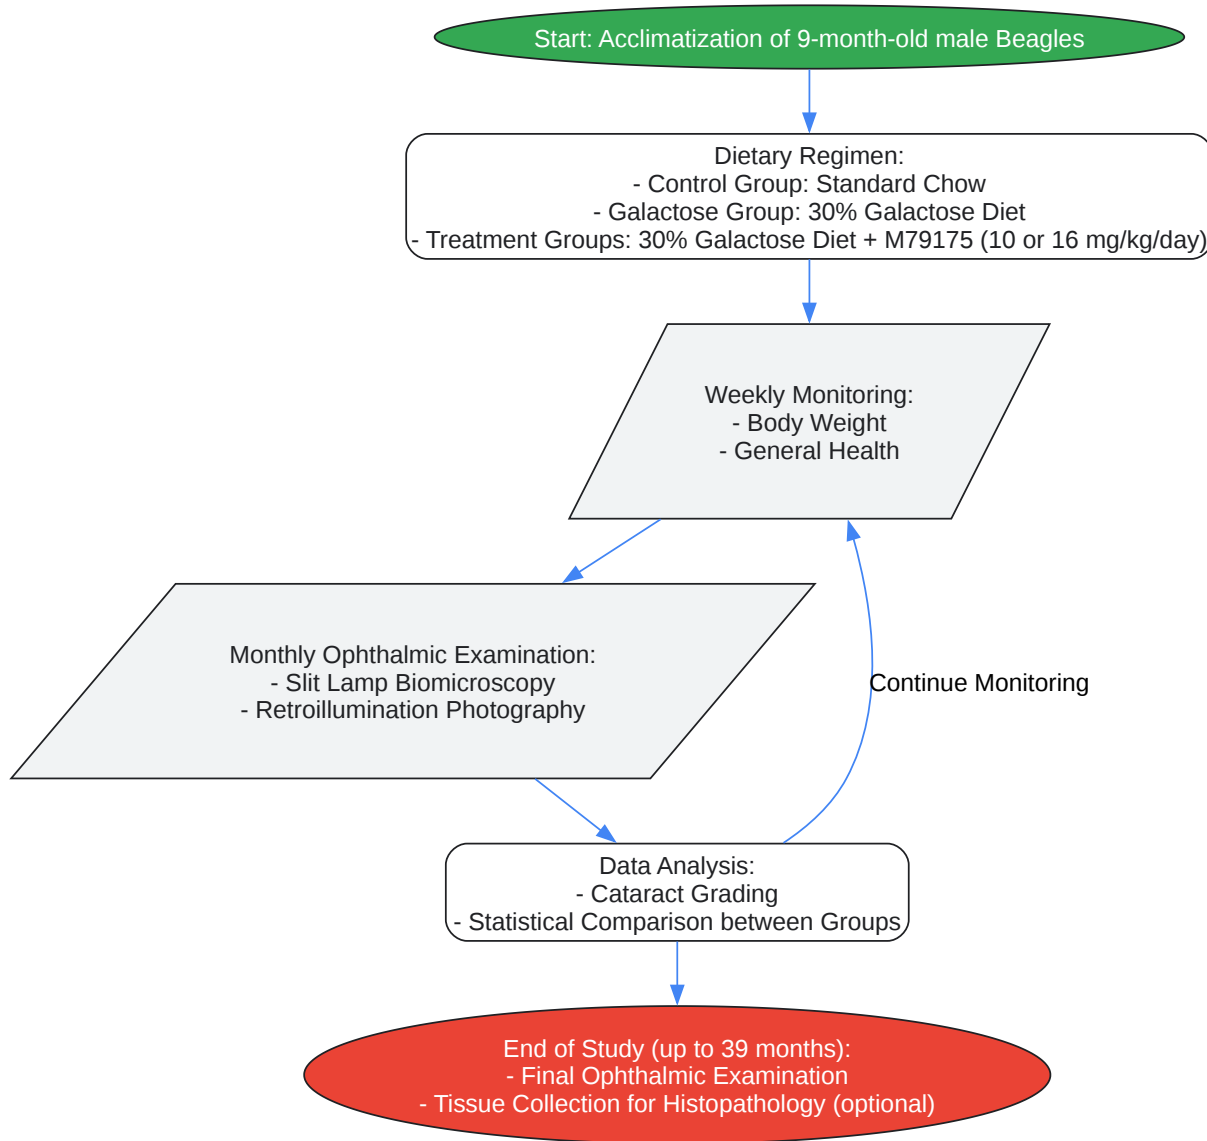 Start: Acclimatization of 9-month-old male Beagles
Dietary Regimen:
- Control Group: Standard Chow
- Galactose Group: 30% Galactose Diet
- Treatment Groups: 30% Galactose Diet + M79175 (10 or 16 mg/kg/day)
Weekly Monitoring:
- Body Weight
- General Health
Monthly Ophthalmic Examination:
- Slit Lamp Biomicroscopy
- Retroillumination Photography
Continue Monitoring
Data Analysis:
- Cataract Grading
- Statistical Comparison between Groups
End of Study (up to 39 months):
- Final Ophthalmic Examination
- Tissue Collection for Histopathology (optional)